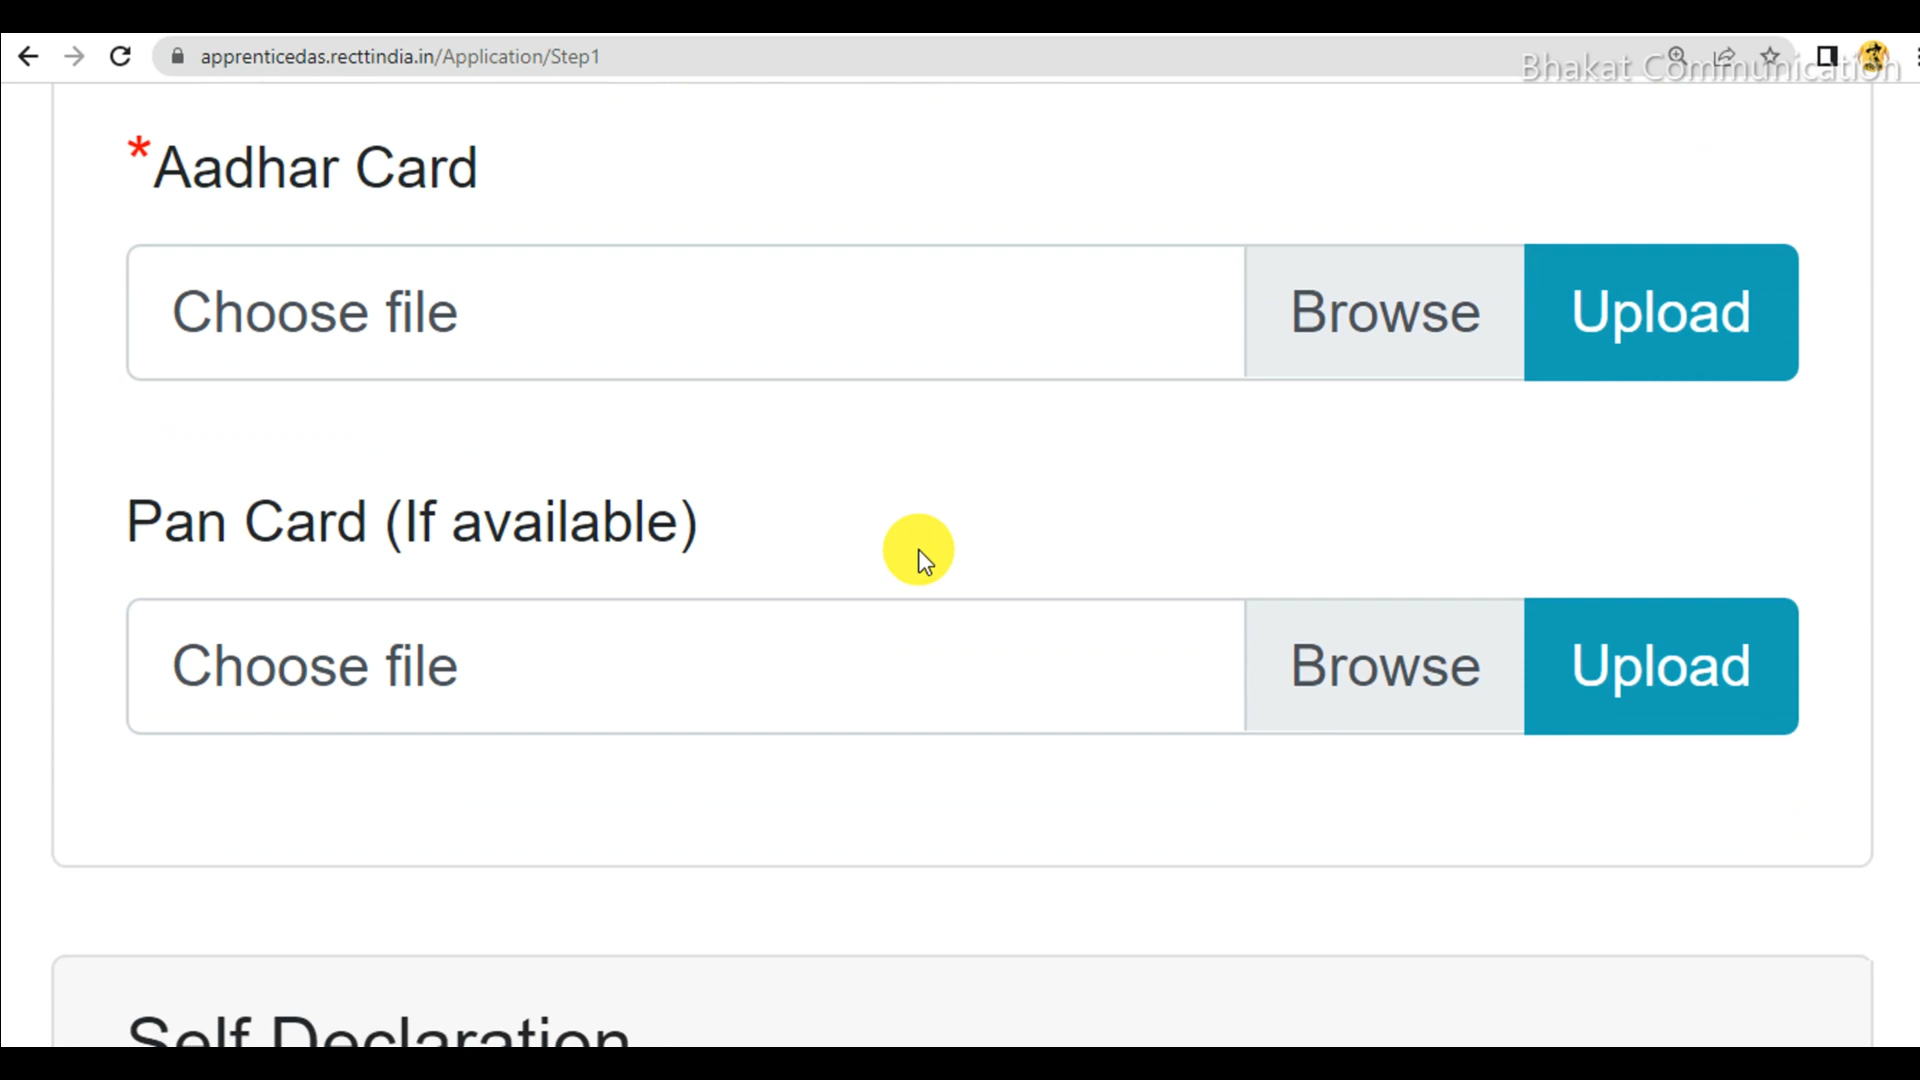 apprenticedas.recttindia.in/Application/Step1
Bhakat Communication
*Aadhar Card
Choose file
Browse
Upload
Pan Card (If available)
Choose file
Browse
Upload
Self Declaration